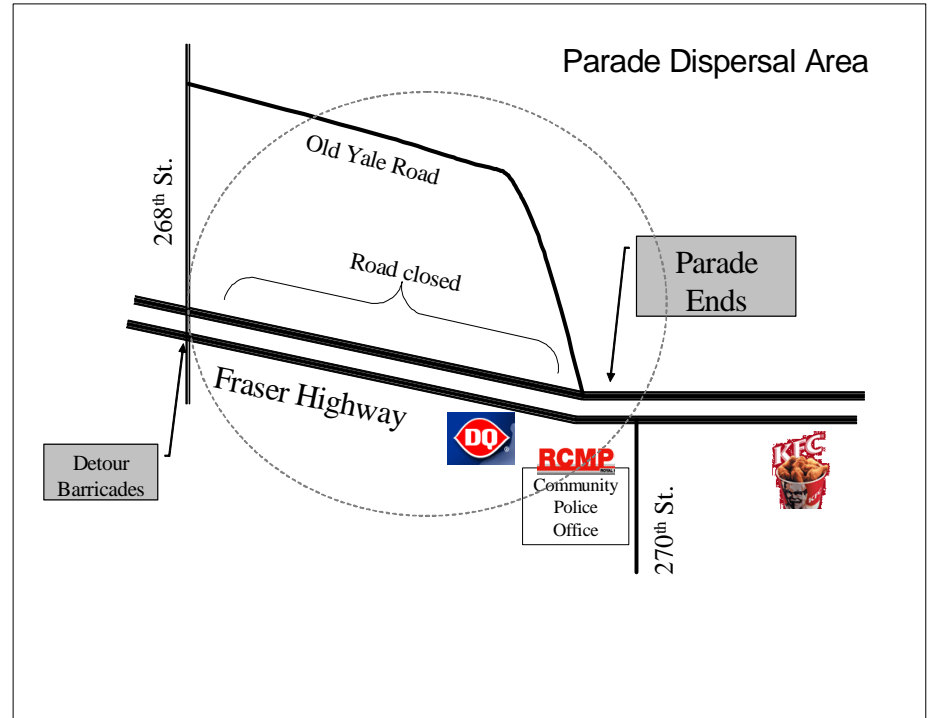 Parade Dispersal Area
268th St.
Old Yale Road
Road closed
Parade
Ends
Fraser Highway
DQ
Detour
Barricades
RCMP
Community
Police
Office
KFC
270th St.